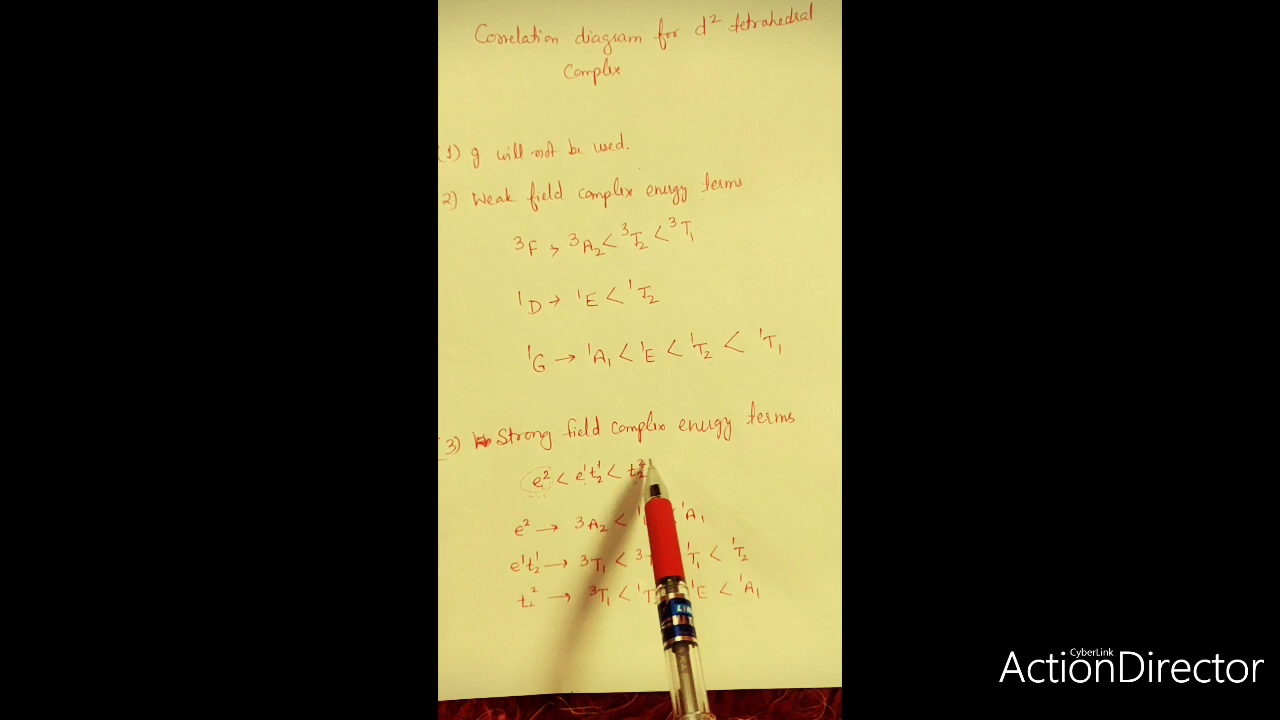 Correlation diagram for d² tetrahedral
Complex
(1) g will not be used.
2) Weak field complex energy terms
³F → ³A₂ < ³T₂ < ³T₁
¹D → ¹E < ¹T₂
¹G → ¹A₁ < ¹E < ¹T₂ < ¹T₁
(3) Strong field complex energy terms
e² < e¹t₂¹ < t₂²
e² → ³A₂ < ¹A₁
e¹t₂¹ → ³T₁ < ¹T₁ < ¹T₂
t₂² → ³T₁ < ¹E < ¹A₁
CyberLink
ActionDirector